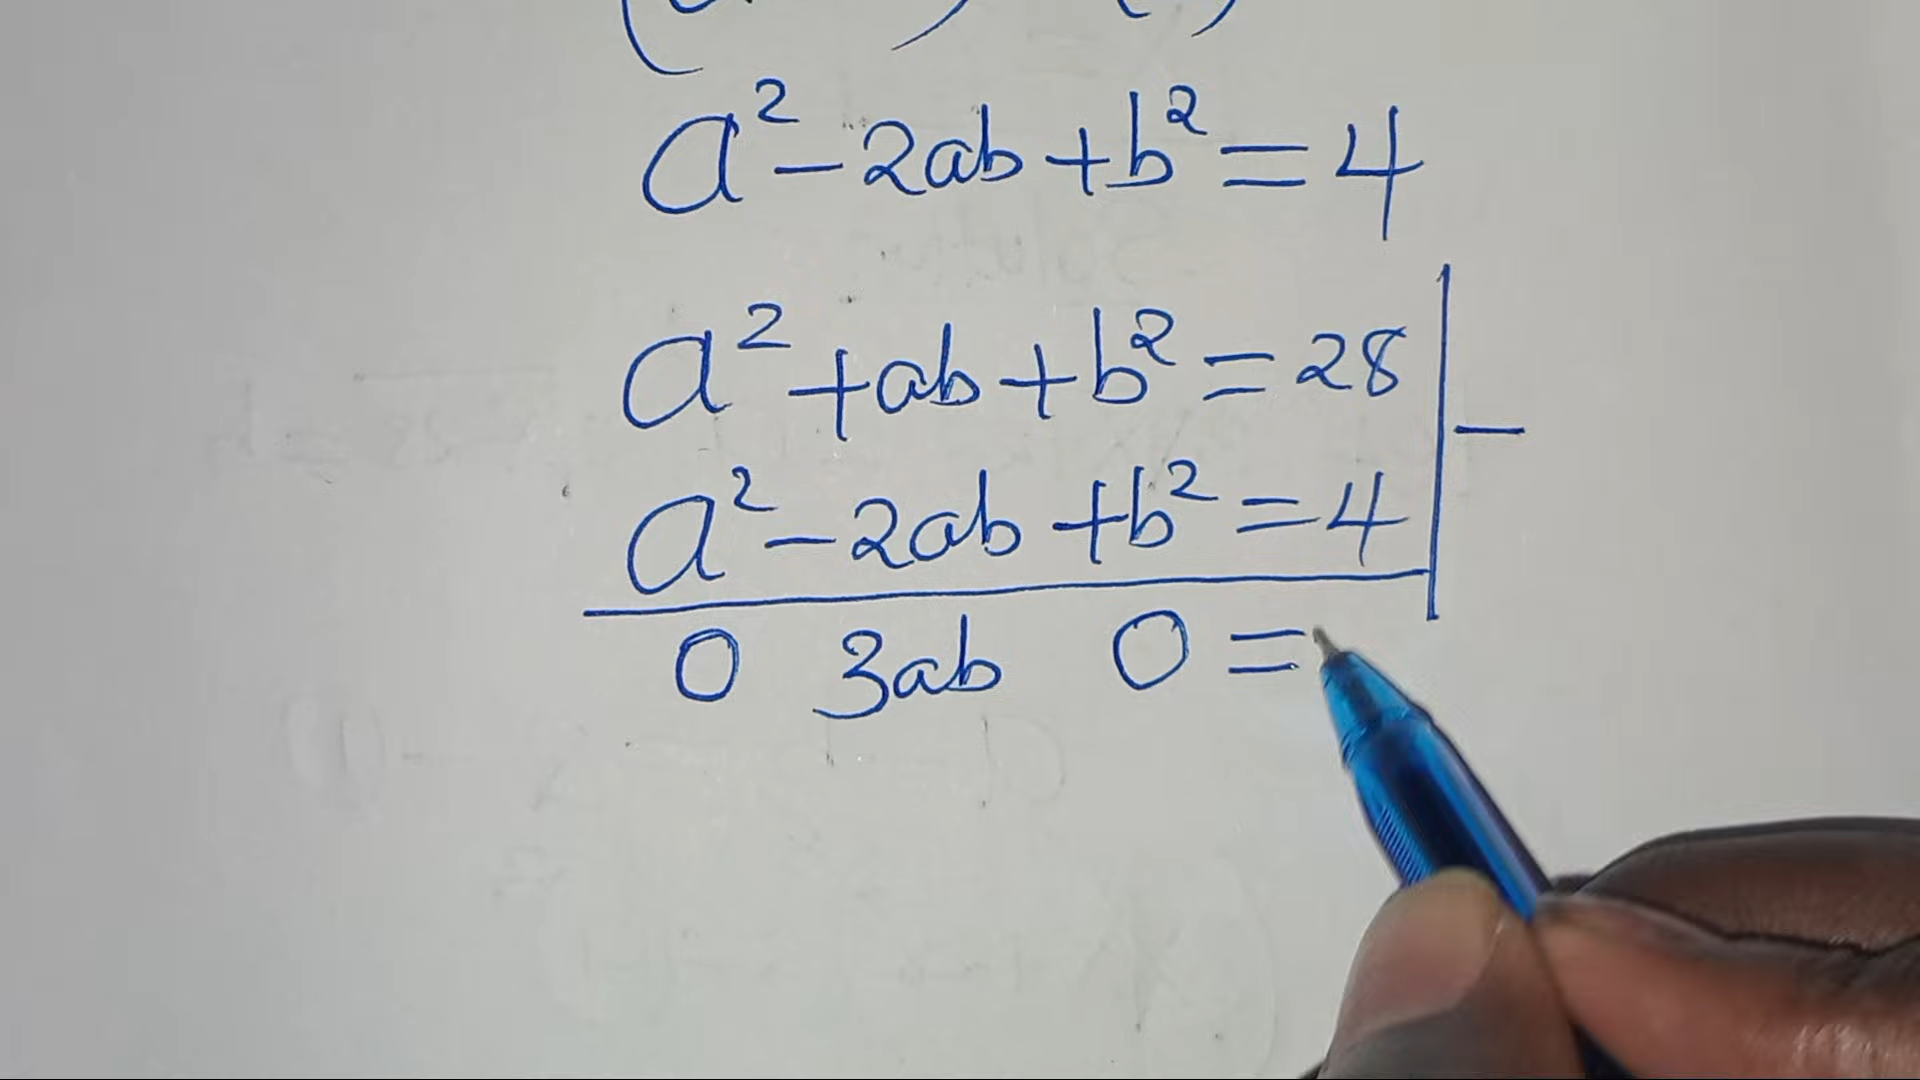 a² - 2ab + b² = 4
a² + ab + b² = 28
a² - 2ab + b² = 4
0 3ab 0 =